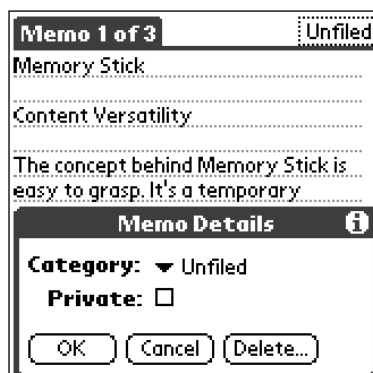 Memo 1 of 3 Unfiled
Memory Stick
Content Versatility
The concept behind Memory Stick is
easy to grasp. It's a temporary
Memo Details
Category: Unfiled
Private:
OK Cancel Delete...